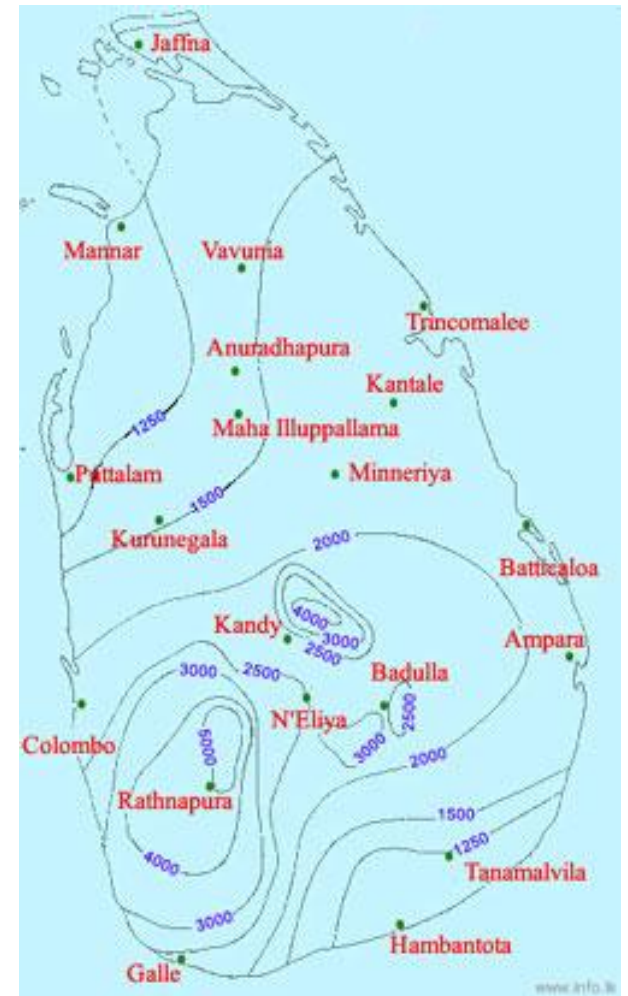 Jaffna
Mannar
Vavunia
Trincomalee
Anuradhapura
Kantale
1250
Maha Illuppallama
Puttalam
Minneriya
1500
Kurunegala
2000
Batticaloa
4000
Kandy
3000
2500
Ampara
3000
2500
Badulla
N'Eliya
2500
Colombo
5000
3000
2000
Rathnapura
1500
1250
4000
Tanamalvila
3000
Hambantota
Galle
www.info.lk